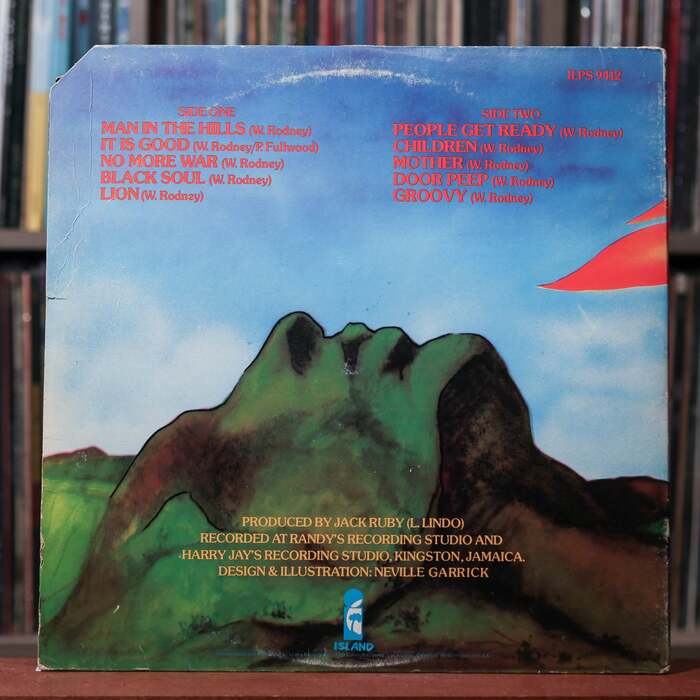 ILPS 9412
SIDE ONE
MAN IN THE HILLS (W. Rodney)
IT IS GOOD (W. Rodney/P. Fullwood)
NO MORE WAR (W. Rodney)
BLACK SOUL (W. Rodney)
LION (W. Rodney)
SIDE TWO
PEOPLE GET READY (W. Rodney)
CHILDREN (W. Rodney)
MOTHER (W. Rodney)
DOOR PEEP (W. Rodney)
GROOVY (W. Rodney)
PRODUCED BY JACK RUBY (L. LINDO)
RECORDED AT RANDY'S RECORDING STUDIO AND
HARRY JAY'S RECORDING STUDIO, KINGSTON, JAMAICA.
DESIGN & ILLUSTRATION: NEVILLE GARRICK
ISLAND